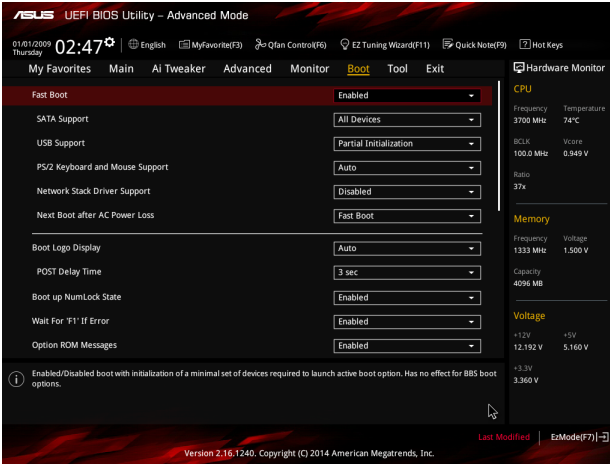 ASUS UEFI BIOS Utility – Advanced Mode
01/01/2009 Thursday 02:47 English MyFavorite(F3) Qfan Control(F6) EZ Tuning Wizard(F11) Quick Note(F9) ? Hot Keys
My Favorites Main Ai Tweaker Advanced Monitor Boot Tool Exit
Fast Boot Enabled
SATA Support All Devices
USB Support Partial Initialization
PS/2 Keyboard and Mouse Support Auto
Network Stack Driver Support Disabled
Next Boot after AC Power Loss Fast Boot
Boot Logo Display Auto
POST Delay Time 3 sec
Boot up NumLock State Enabled
Wait For 'F1' If Error Enabled
Option ROM Messages Enabled
Enabled/Disabled boot with initialization of a minimal set of devices required to launch active boot option. Has no effect for BBS boot
options.
Hardware Monitor
CPU
Frequency Temperature
3700 MHz 74°C
BCLK Vcore
100.0 MHz 0.949 V
Ratio
37x
Memory
Frequency Voltage
1333 MHz 1.500 V
Capacity
4096 MB
Voltage
+12V +5V
12.192 V 5.160 V
+3.3V
3.360 V
Last Modified EzMode(F7)
Version 2.16.1240. Copyright (C) 2014 American Megatrends, Inc.